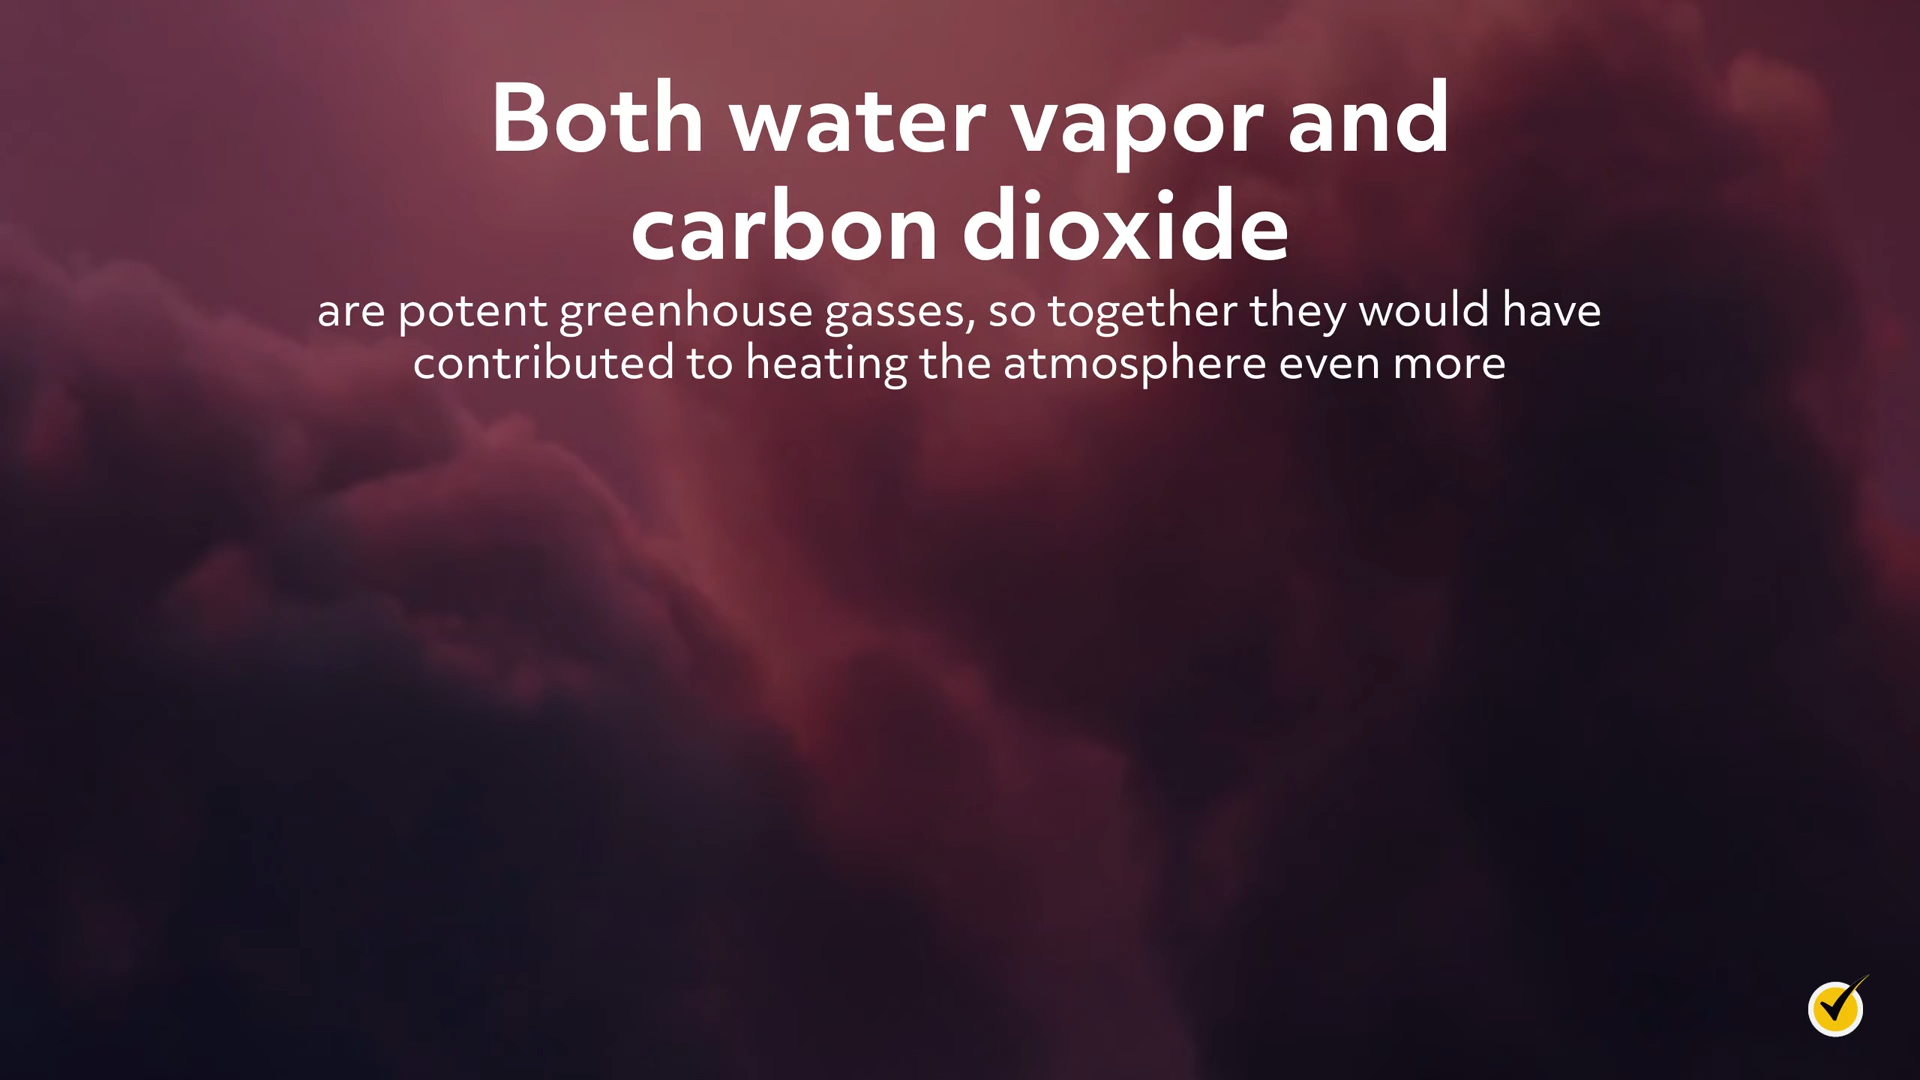 Both water vapor and
carbon dioxide
are potent greenhouse gasses, so together they would have
contributed to heating the atmosphere even more